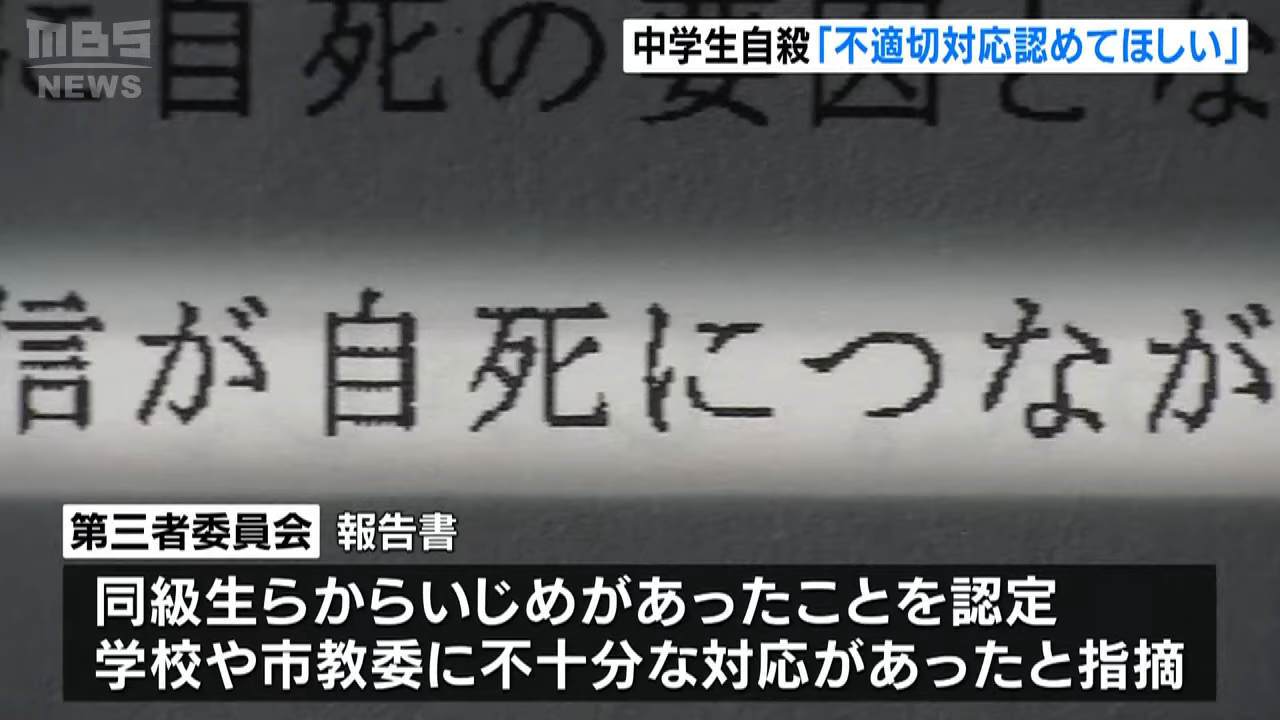 MBS
NEWS
中学生自殺「不適切対応認めてほしい」
に自死の要因とな
信が自死につなが
第三者委員会 報告書
同級生らからいじめがあったことを認定
学校や市教委に不十分な対応があったと指摘